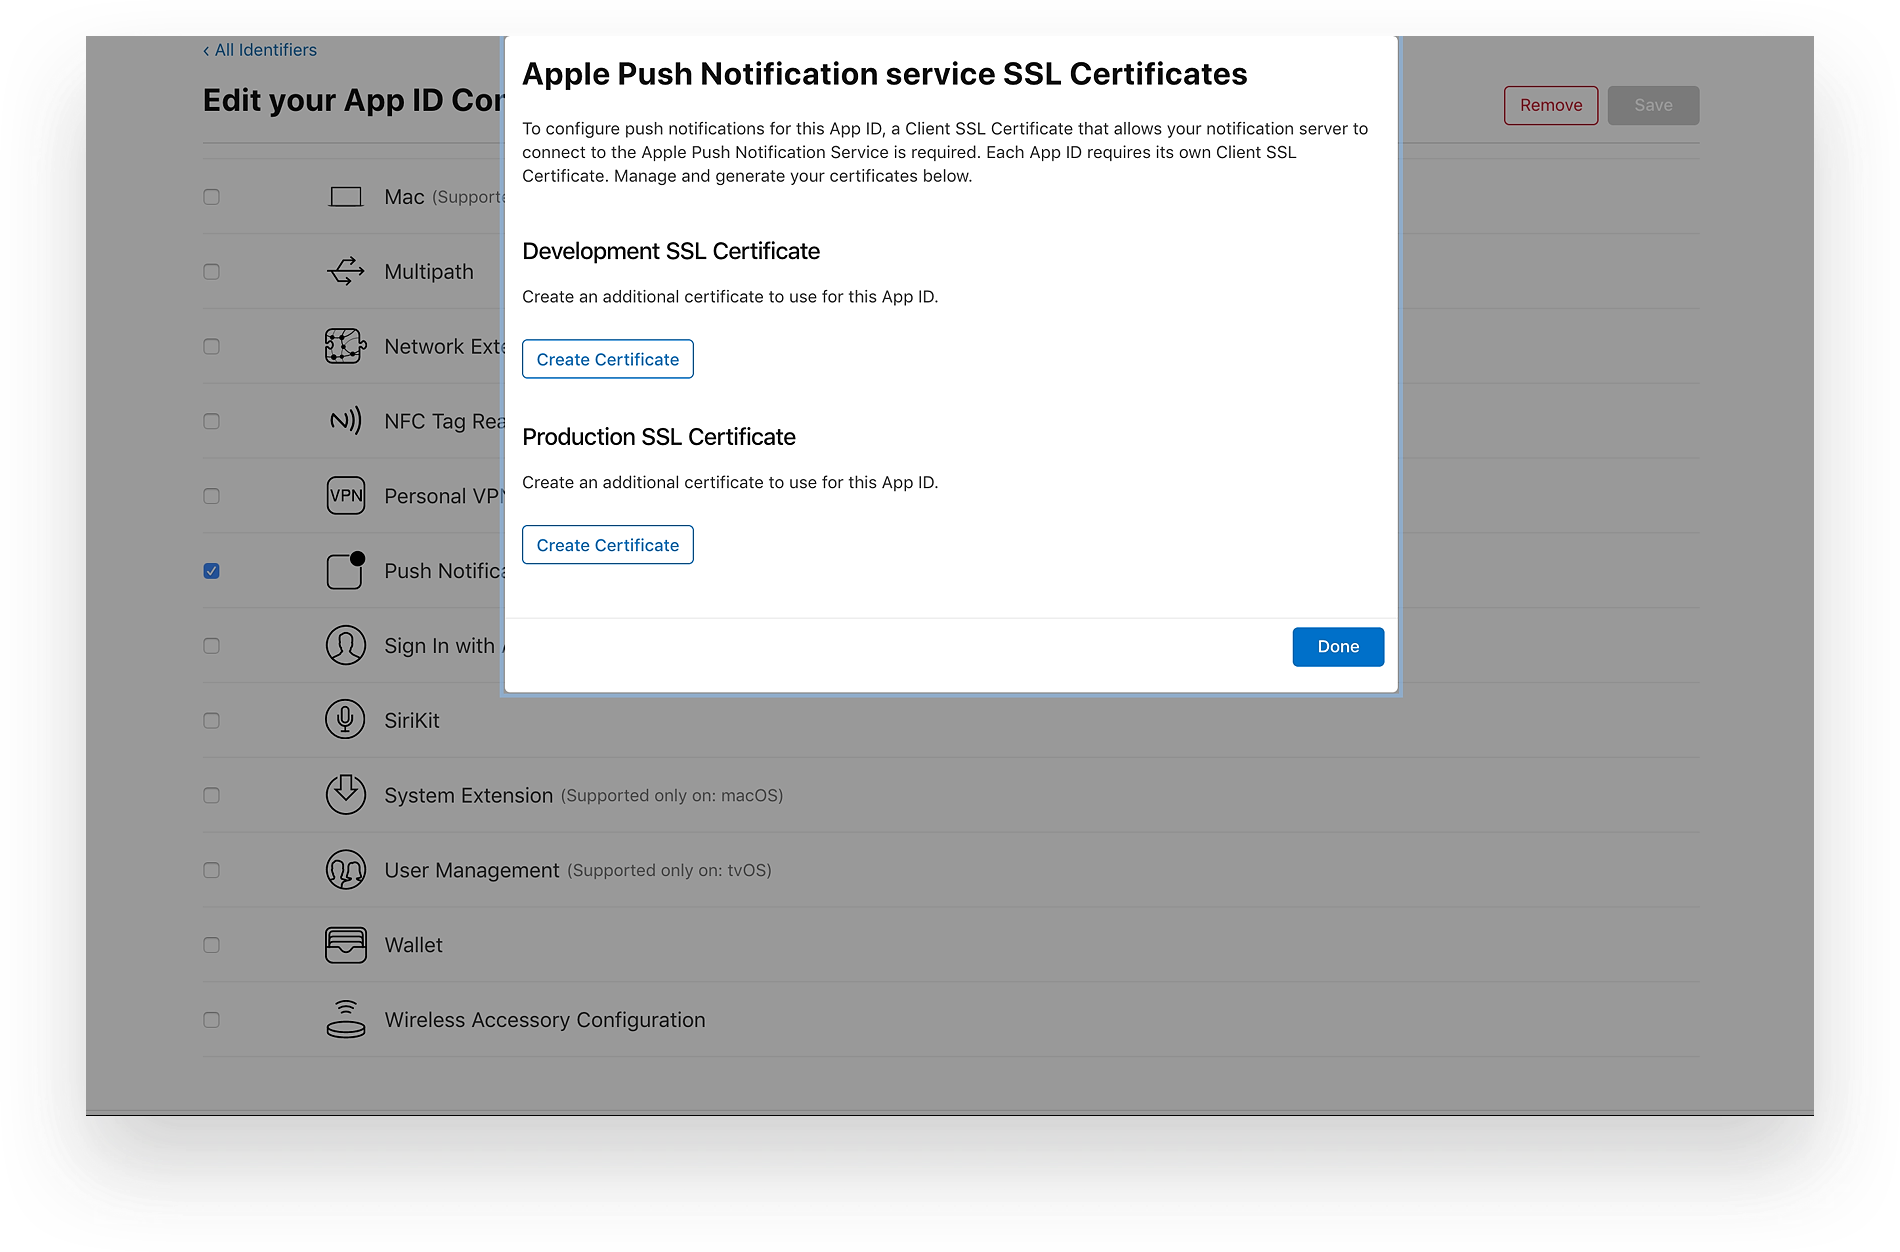 ‹ All Identifiers
Edit your App ID Con
Remove
Save
Mac (Supporte
Multipath
Network Exte
NFC Tag Rea
VPN
Personal VPN
Push Notifica
Sign In with A
SiriKit
System Extension (Supported only on: macOS)
User Management (Supported only on: tvOS)
Wallet
Wireless Accessory Configuration
Apple Push Notification service SSL Certificates
To configure push notifications for this App ID, a Client SSL Certificate that allows your notification server to
connect to the Apple Push Notification Service is required. Each App ID requires its own Client SSL
Certificate. Manage and generate your certificates below.
Development SSL Certificate
Create an additional certificate to use for this App ID.
Create Certificate
Production SSL Certificate
Create an additional certificate to use for this App ID.
Create Certificate
Done